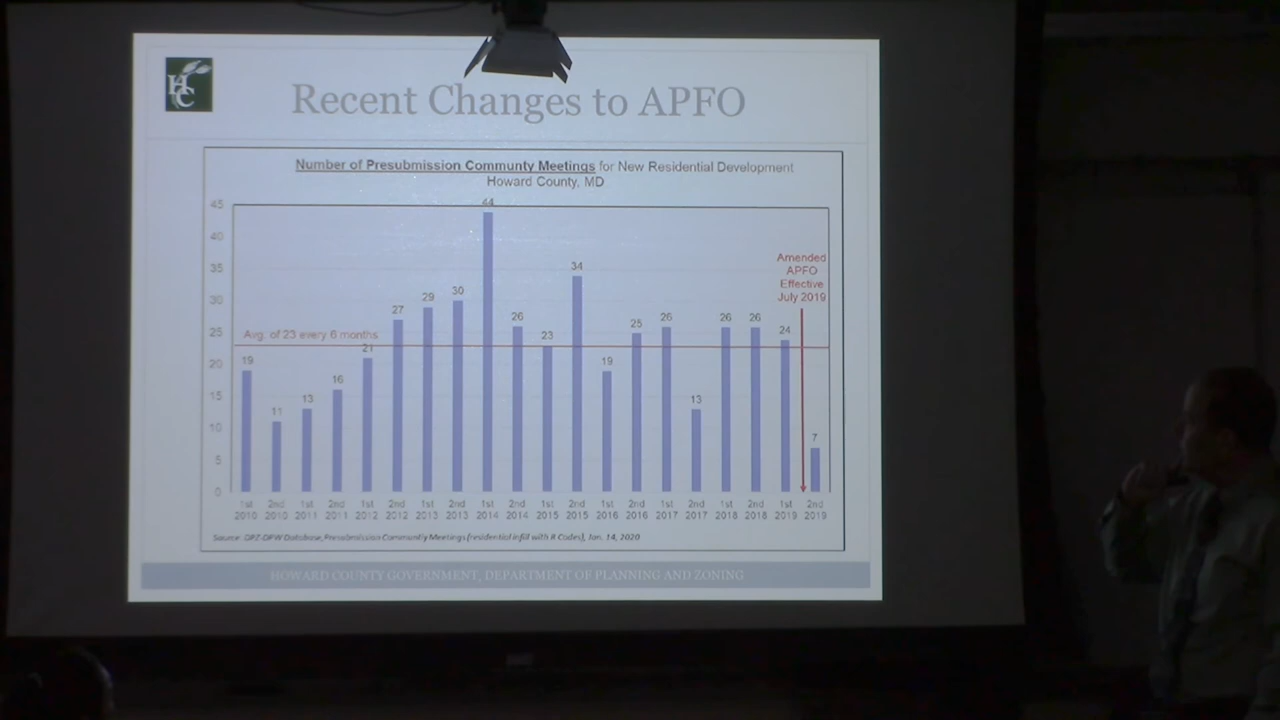 HC
Recent Changes to APFO
Number of Presubmission Communty Meetings for New Residential Development
Howard County, MD
45
40
35
30
25
20
15
10
5
0
Avg. of 23 every 6 months
19
11
13
16
21
27
29
30
44
26
23
34
19
25
26
13
26
26
24
7
Amended
APFO
Effective
July 2019
1st 2nd 1st 2nd 1st 2nd 1st 2nd 1st 2nd 1st 2nd 1st 2nd 1st 2nd 1st 2nd 1st 2nd
2010 2010 2011 2011 2012 2012 2013 2013 2014 2014 2015 2015 2016 2016 2017 2017 2018 2018 2019 2019
Source: DPZ-DPW Database, Presubmission Community Meetings (residential infill with R Codes), Jan. 14, 2020
HOWARD COUNTY GOVERNMENT, DEPARTMENT OF PLANNING AND ZONING